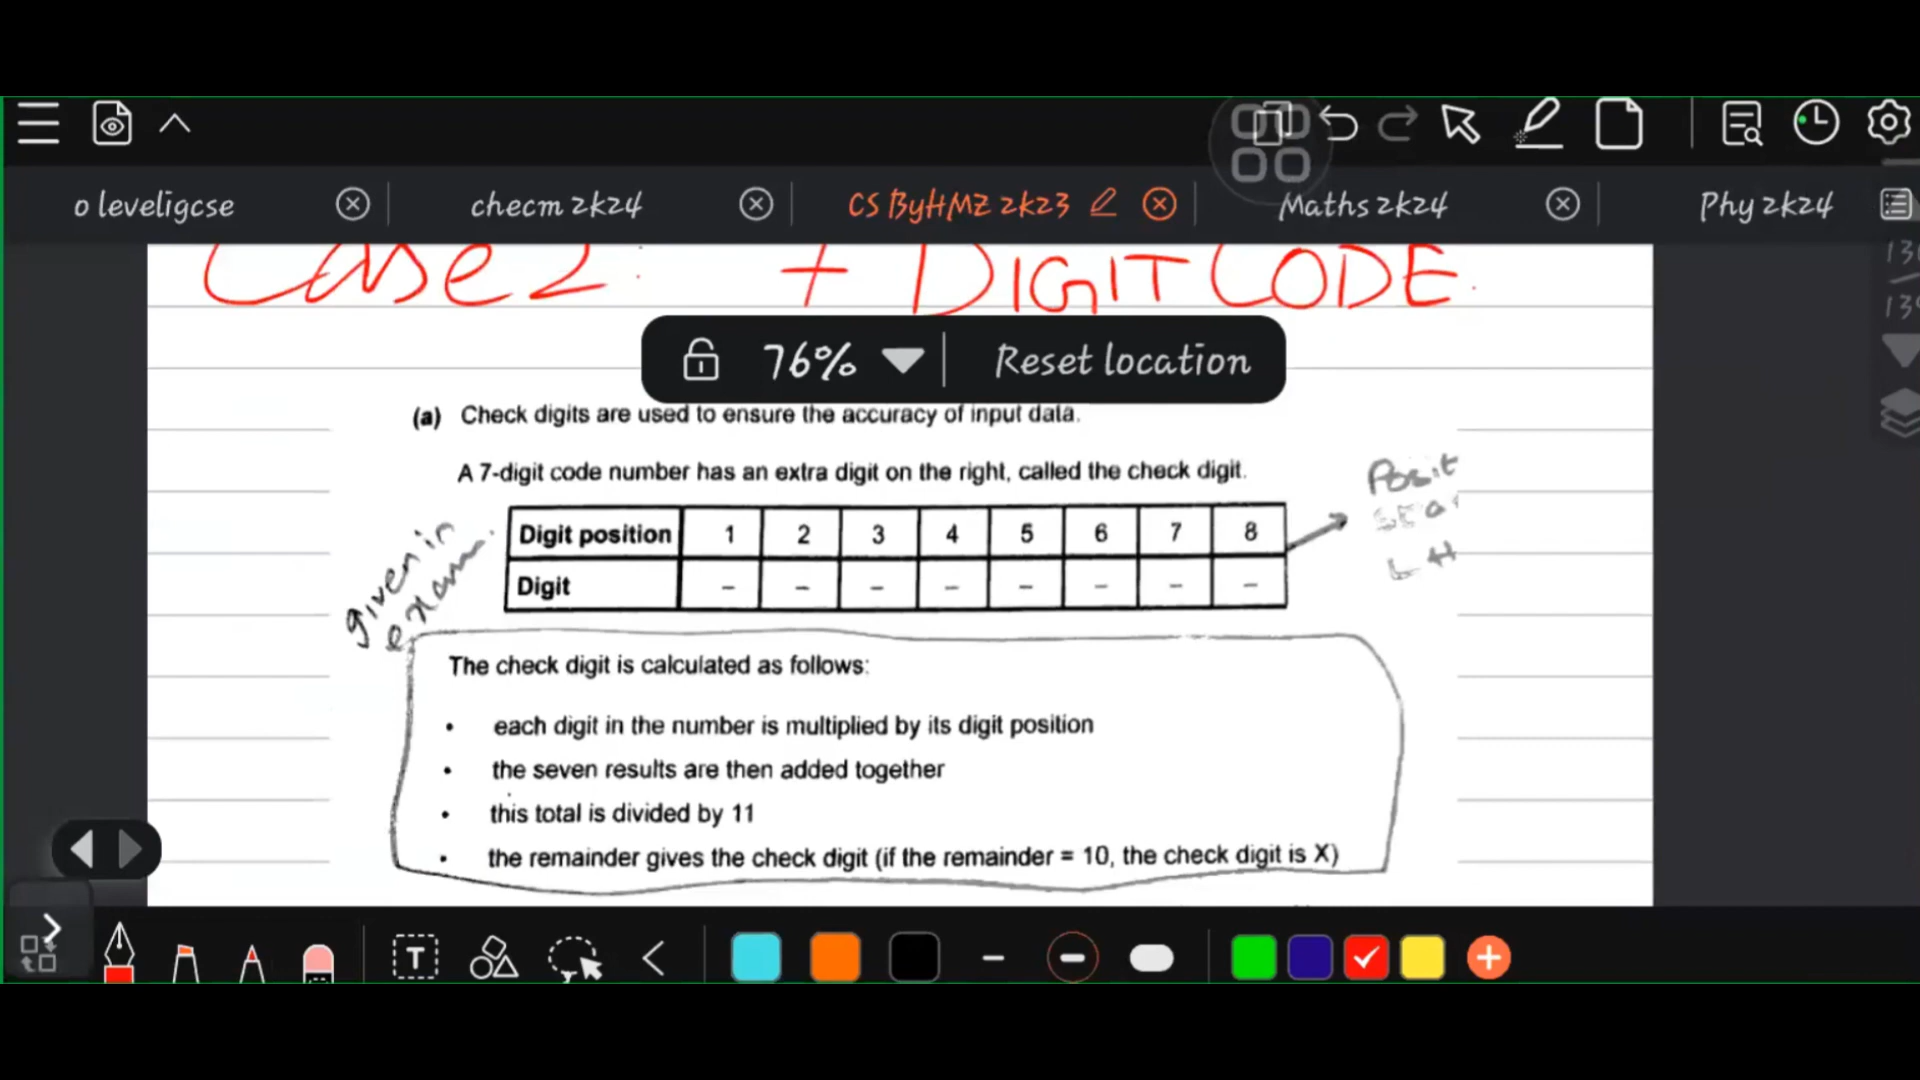 o leveligcse
checm 2k24
CS ByHMZ 2k23
Maths 2k24
Phy 2k24
Case 2: + DIGIT CODE.
76%
Reset location
(a) Check digits are used to ensure the accuracy of input data.
A 7-digit code number has an extra digit on the right, called the check digit.
Posit
given in
exam.
Digit position 1 2 3 4 5 6 7 8
Digit – – – – – – – –
The check digit is calculated as follows:
• each digit in the number is multiplied by its digit position
• the seven results are then added together
• this total is divided by 11
• the remainder gives the check digit (if the remainder = 10, the check digit is X)
T